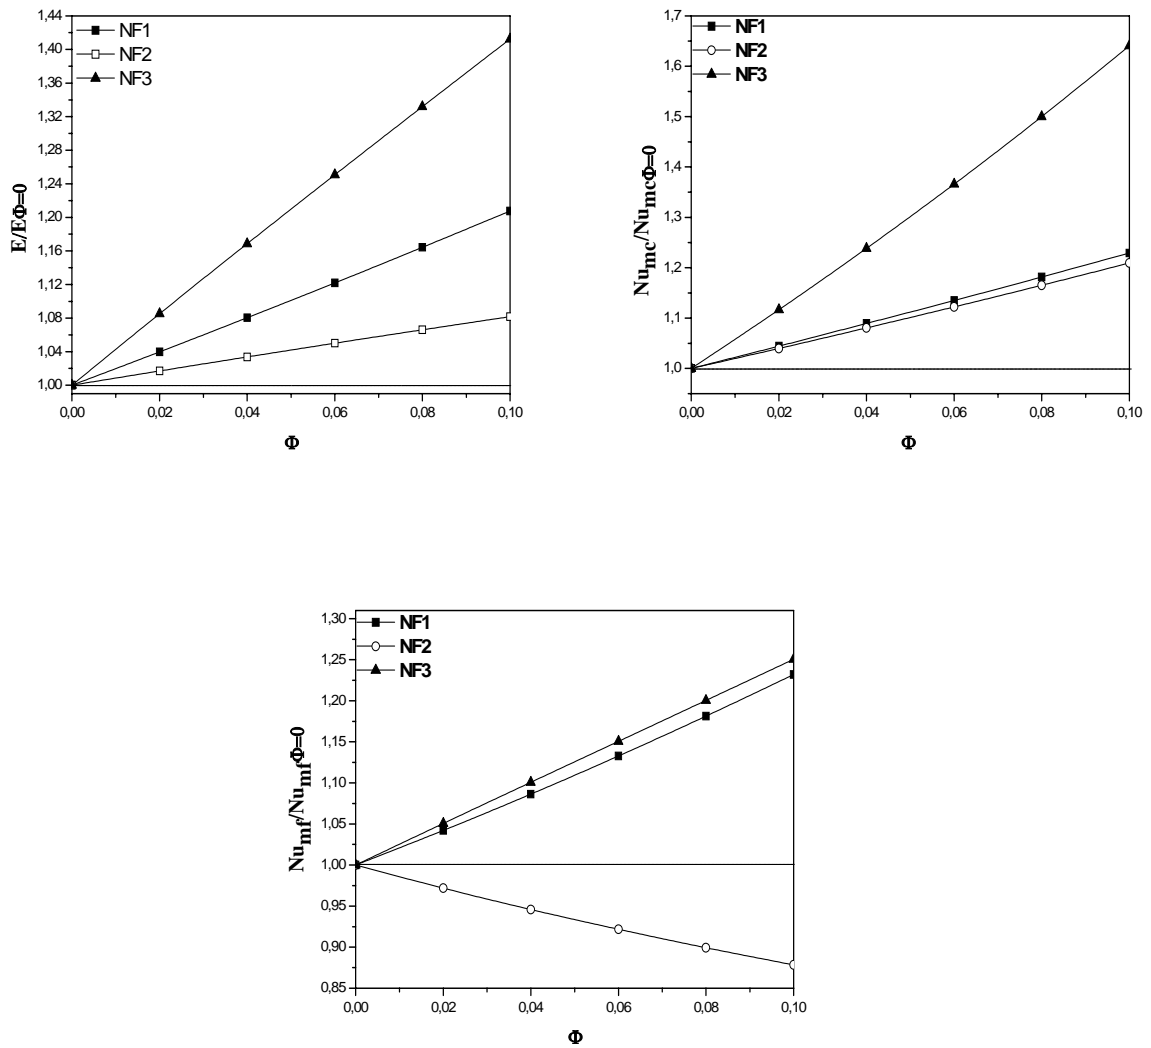 1,44
1,40
1,36
1,32
1,28
1,24
1,20
1,16
1,12
1,08
1,04
1,00
E/EΦ=0
NF1
NF2
NF3
0,00 0,02 0,04 0,06 0,08 0,10
Φ
1,7
1,6
1,5
1,4
1,3
1,2
1,1
1,0
Numc/NumcΦ=0
NF1
NF2
NF3
0,00 0,02 0,04 0,06 0,08 0,10
Φ
1,30
1,25
1,20
1,15
1,10
1,05
1,00
0,95
0,90
0,85
Numf/NumfΦ=0
NF1
NF2
NF3
0,00 0,02 0,04 0,06 0,08 0,10
Φ